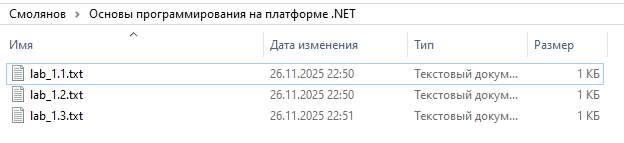 Смолянов > Основы программирования на платформе .NET
Имя Дата изменения Тип Размер
lab_1.1.txt 26.11.2025 22:50 Текстовый докум... 1 КБ
lab_1.2.txt 26.11.2025 22:50 Текстовый докум... 1 КБ
lab_1.3.txt 26.11.2025 22:51 Текстовый докум... 1 КБ